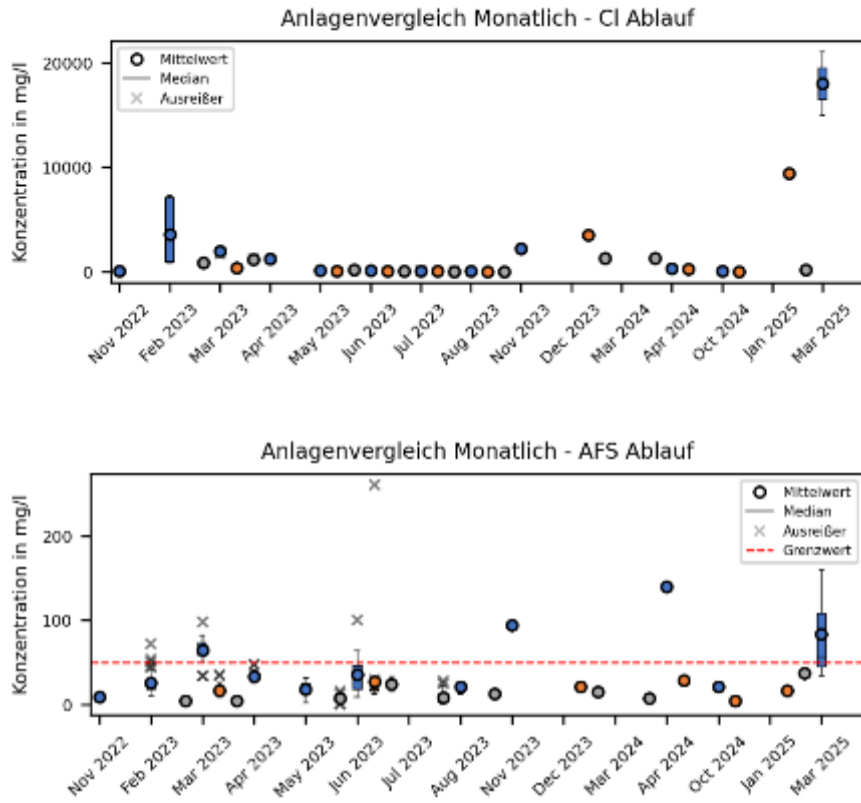 Anlagenvergleich Monatlich - Cl Ablauf
Konzentration in mg/l
20000
10000
0
Mittelwert
Median
Ausreißer
Nov 2022
Feb 2023
Mar 2023
Apr 2023
May 2023
Jun 2023
Jul 2023
Aug 2023
Nov 2023
Dec 2023
Mar 2024
Apr 2024
Oct 2024
Jan 2025
Mar 2025
Anlagenvergleich Monatlich - AFS Ablauf
Konzentration in mg/l
200
100
0
Mittelwert
Median
Ausreißer
Grenzwert
Nov 2022
Feb 2023
Mar 2023
Apr 2023
May 2023
Jun 2023
Jul 2023
Aug 2023
Nov 2023
Dec 2023
Mar 2024
Apr 2024
Oct 2024
Jan 2025
Mar 2025